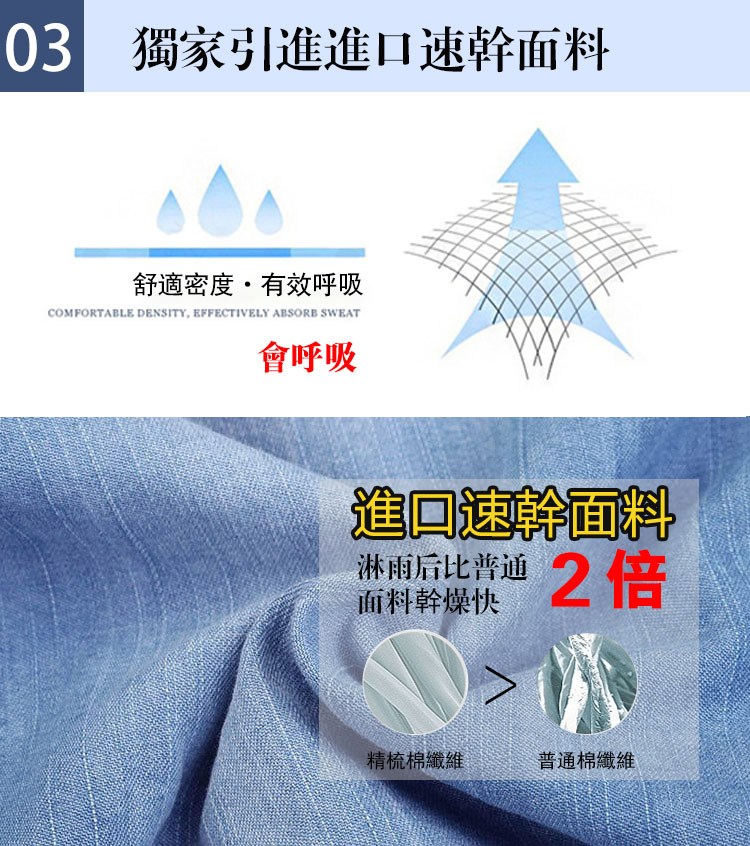 03
獨家引進進口速幹面料
舒適密度・有效呼吸
COMFORTABLE DENSITY, EFFECTIVELY ABSORB SWEAT
會呼吸
進口速幹面料
淋雨后比普通
面料幹燥快
2倍
>
精梳棉纖維
普通棉纖維